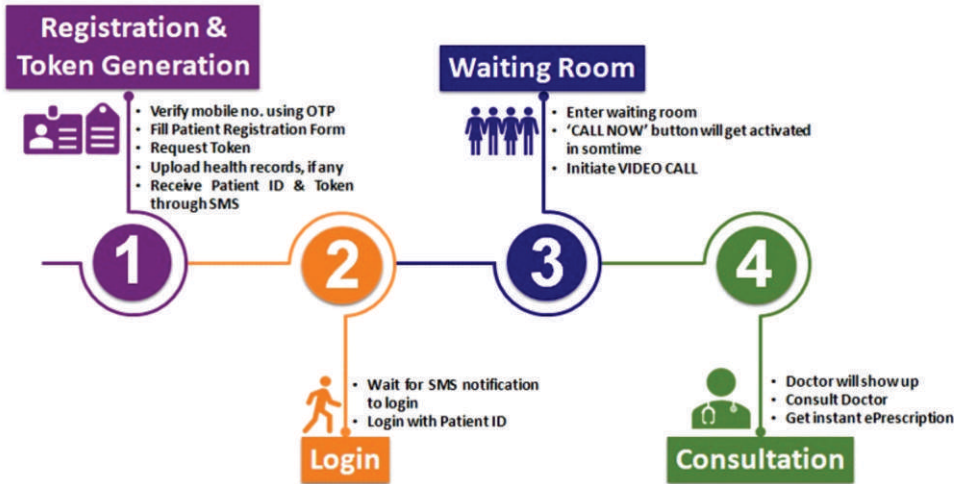 Registration &
Token Generation
• Verify mobile no. using OTP
• Fill Patient Registration Form
• Request Token
• Upload health records, if any
• Receive Patient ID & Token
through SMS
1
2
• Wait for SMS notification
to login
• Login with Patient ID
Login
Waiting Room
• Enter waiting room
• ‘CALL NOW’ button will get activated
in somtime
• Initiate VIDEO CALL
3
4
• Doctor will show up
• Consult Doctor
• Get instant ePrescription
Consultation